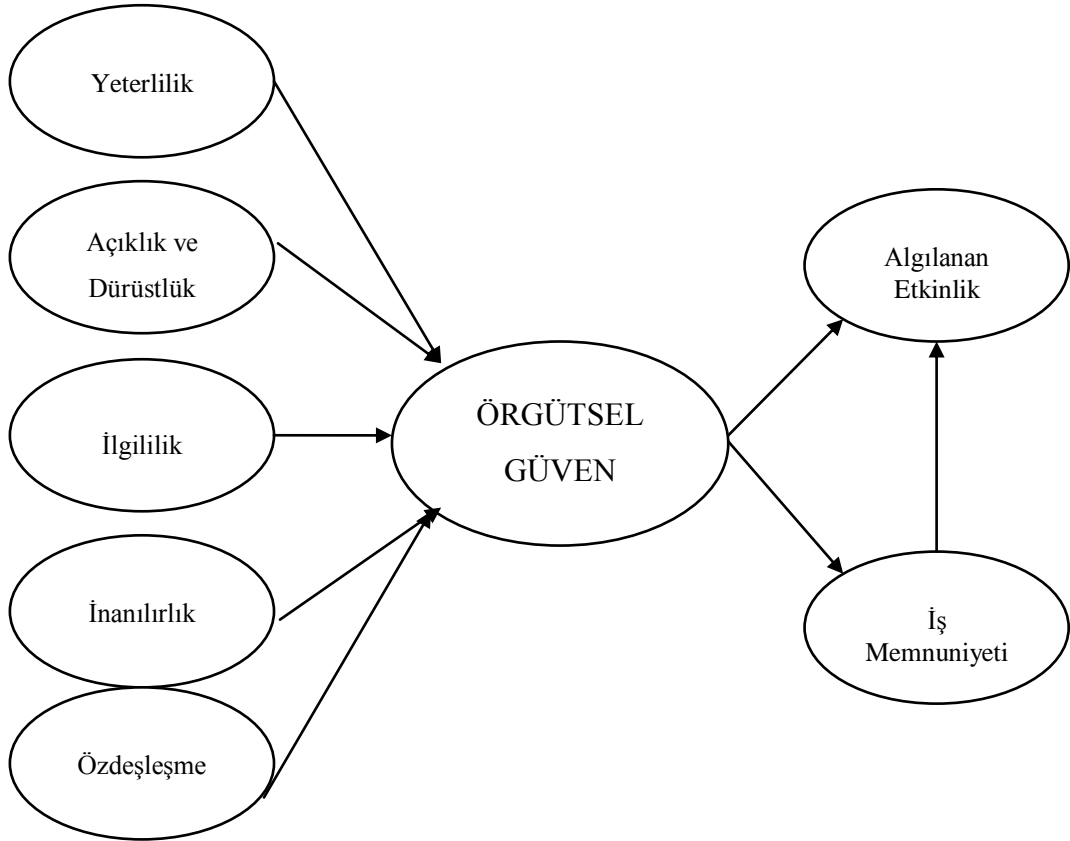 Yeterlilik
Açıklık ve
Dürüstlük
İlgililik
İnanılırlık
Özdeşleşme
ÖRGÜTSEL
GÜVEN
Algılanan
Etkinlik
İş
Memnuniyeti